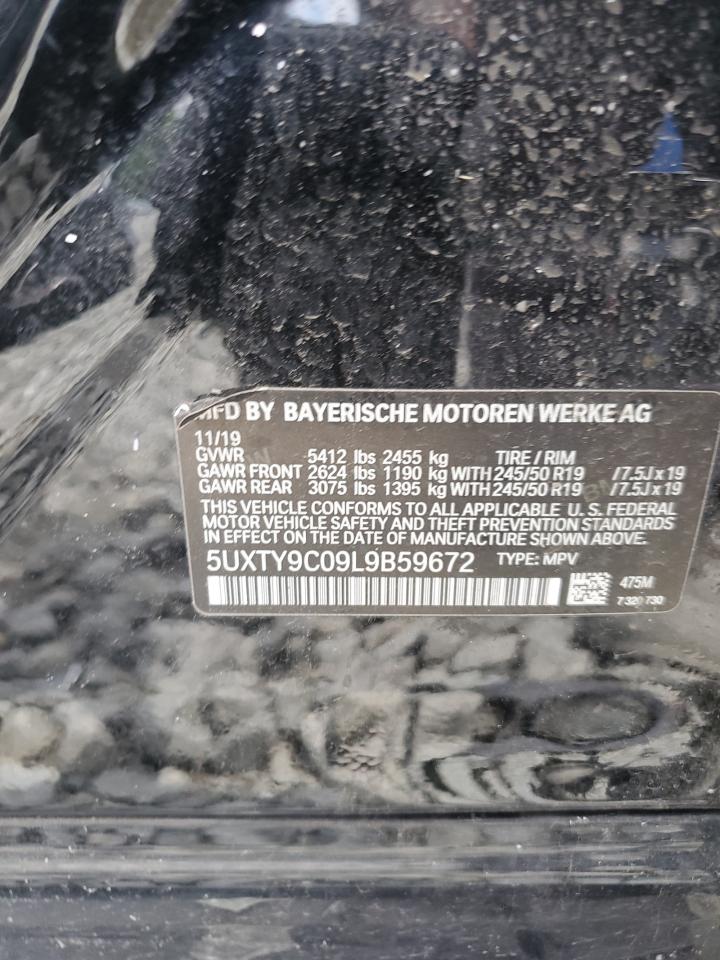 MFD BY BAYERISCHE MOTOREN WERKE AG
11/19
GVWR 5412 lbs 2455 kg TIRE / RIM
GAWR FRONT 2624 lbs 1190 kg WITH 245/50 R19 / 7.5J x 19
GAWR REAR 3075 lbs 1395 kg WITH 245/50 R19 / 7.5J x 19
THIS VEHICLE CONFORMS TO ALL APPLICABLE U. S. FEDERAL
MOTOR VEHICLE SAFETY AND THEFT PREVENTION STANDARDS
IN EFFECT ON THE DATE OF MANUFACTURE SHOWN ABOVE.
5UXTY9C09L9B59672 TYPE: MPV
475M
7 320 730